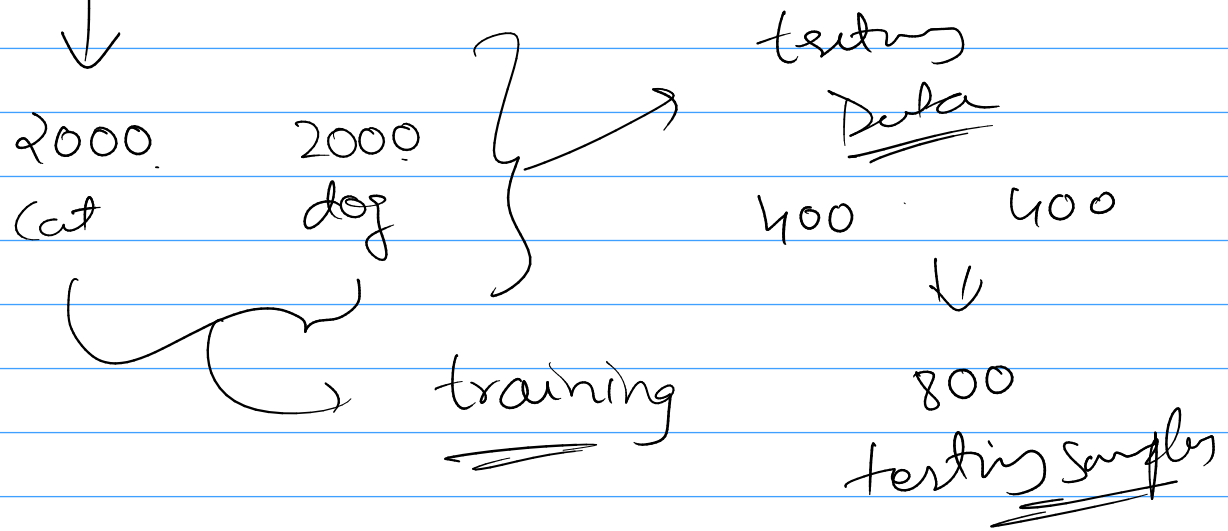 testing
Data
2000 2000
cat dog
400 400
training
800
testing samples